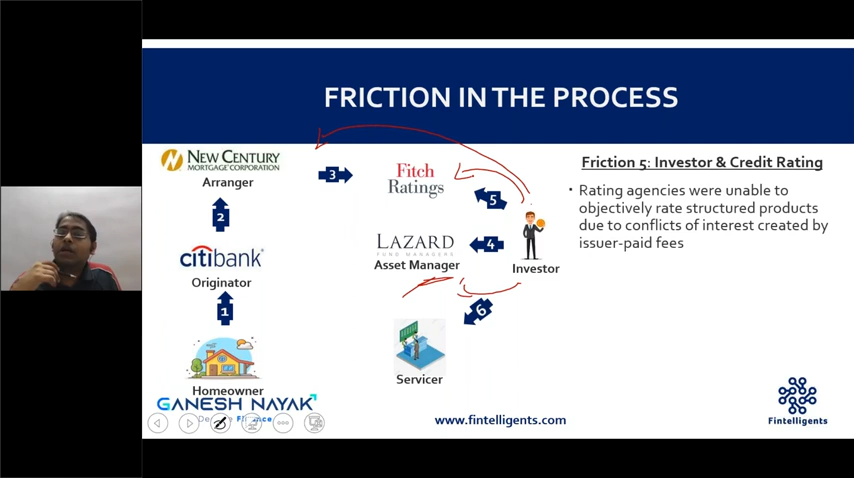 FRICTION IN THE PROCESS
NEW CENTURY
MORTGAGE CORPORATION
Arranger
3
Fitch
Ratings
5
2
citibank
Originator
LAZARD
FUND MANAGERS
Asset Manager
4
Investor
1
6
Homeowner
Servicer
Friction 5: Investor & Credit Rating
• Rating agencies were unable to
objectively rate structured products
due to conflicts of interest created by
issuer-paid fees
GANESH NAYAK
www.fintelligents.com
Fintelligents